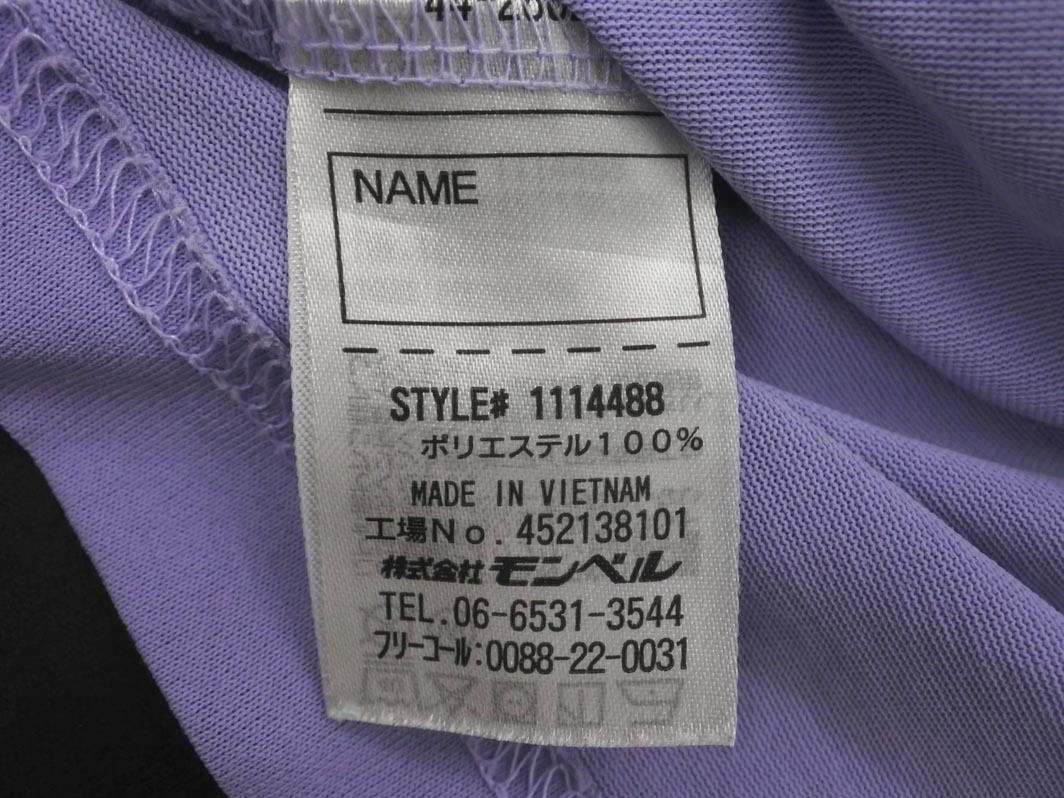 NAME
STYLE# 1114488
ポリエステル100%
MADE IN VIETNAM
工場No. 452138101
株式会社 モンベル
TEL.06-6531-3544
フリーコール:0088-22-0031